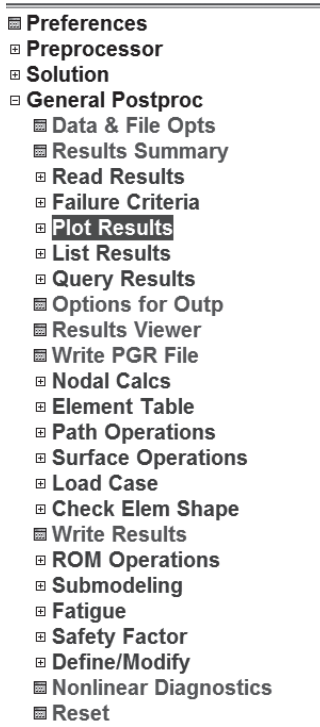 Preferences
Preprocessor
Solution
General Postproc
Data & File Opts
Results Summary
Read Results
Failure Criteria
Plot Results
List Results
Query Results
Options for Outp
Results Viewer
Write PGR File
Nodal Calcs
Element Table
Path Operations
Surface Operations
Load Case
Check Elem Shape
Write Results
ROM Operations
Submodeling
Fatigue
Safety Factor
Define/Modify
Nonlinear Diagnostics
Reset